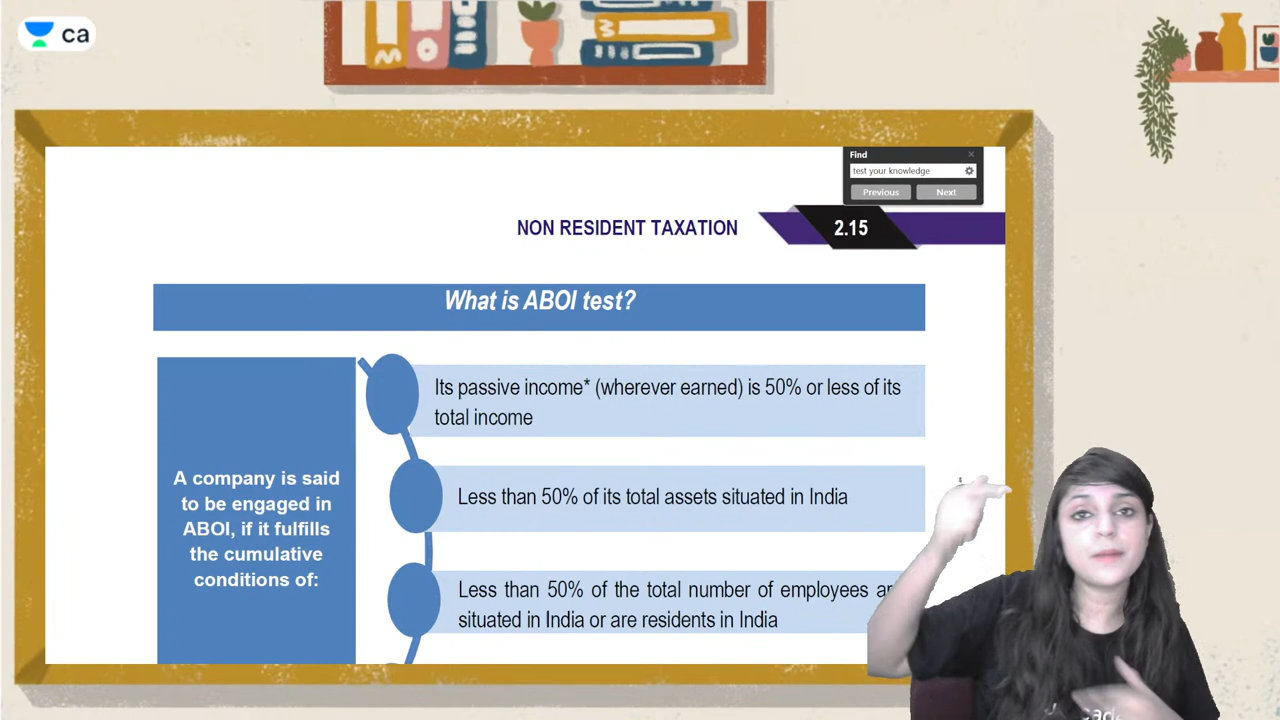 ca
Find
test your knowledge
Previous Next
NON RESIDENT TAXATION 2.15
What is ABOI test?
A company is said
to be engaged in
ABOI, if it fulfills
the cumulative
conditions of:
Its passive income* (wherever earned) is 50% or less of its
total income
Less than 50% of its total assets situated in India
Less than 50% of the total number of employees
situated in India or are residents in India